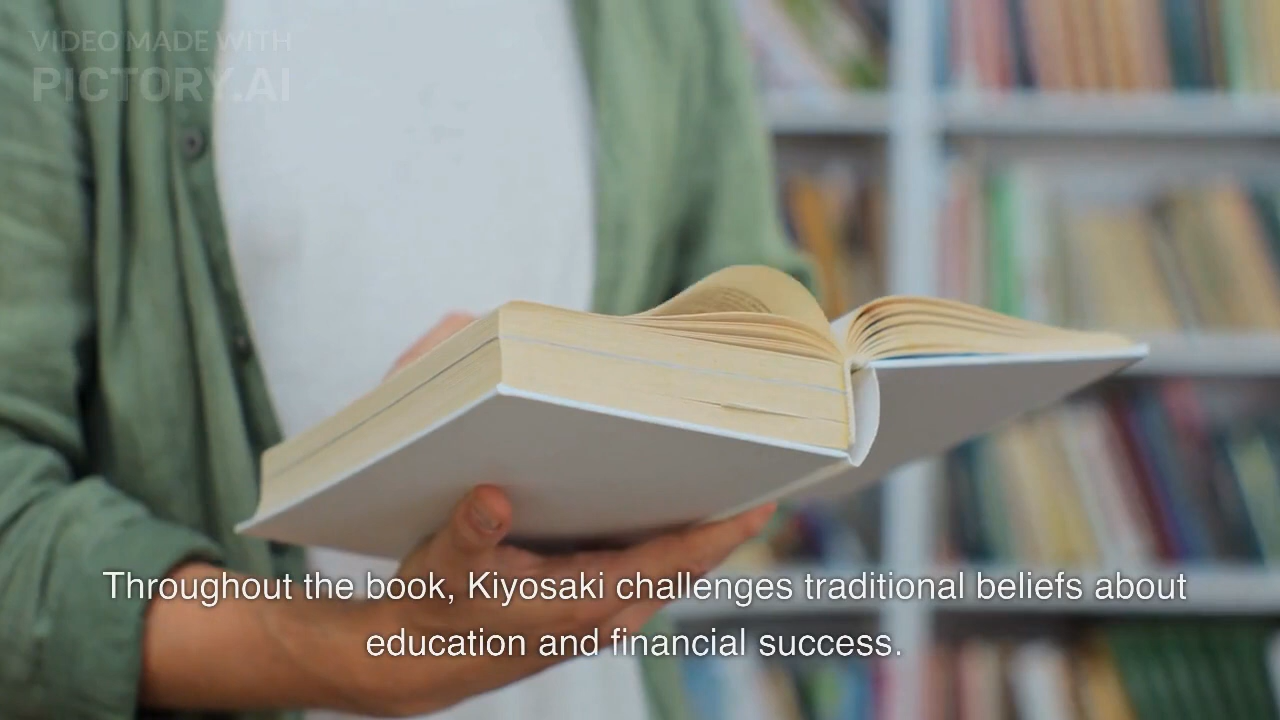 VIDEO MADE WITH
PICTORY.AI
Throughout the book, Kiyosaki challenges traditional beliefs about
education and financial success.